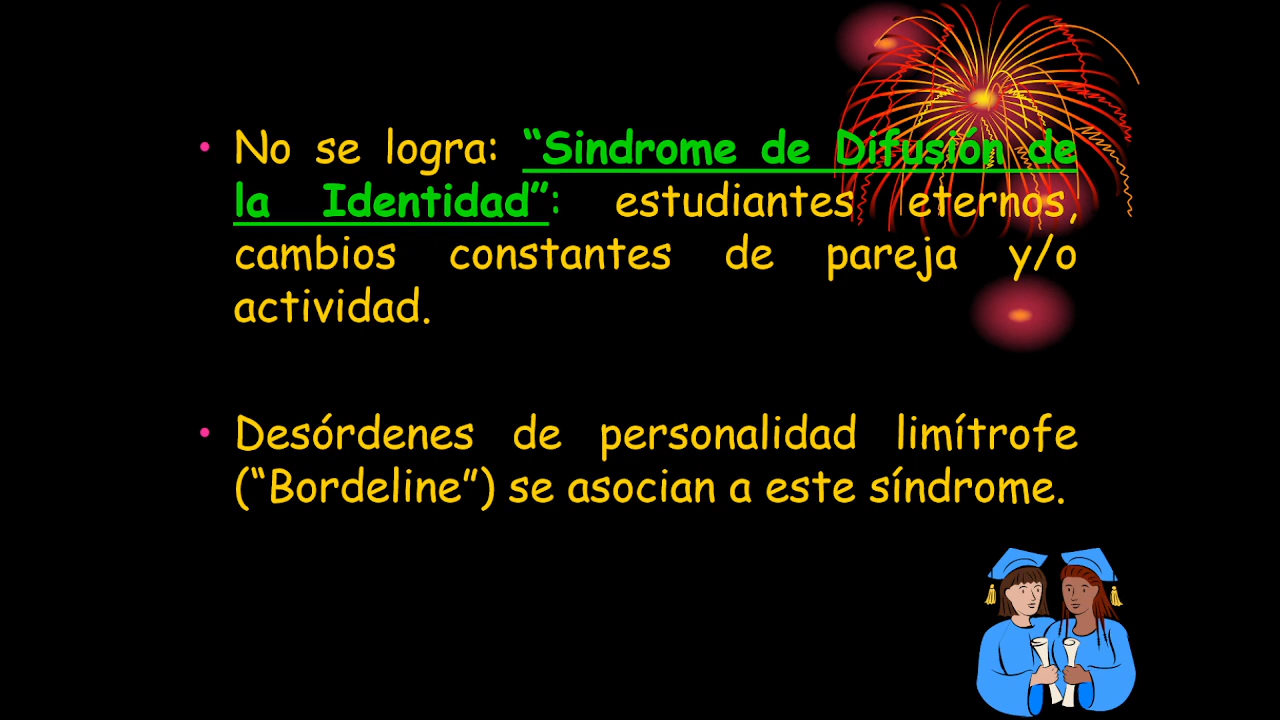 • No se logra: “Sindrome de Difusión de
la Identidad”: estudiantes eternos,
cambios constantes de pareja y/o
actividad.
• Desórdenes de personalidad limítrofe
(“Bordeline”) se asocian a este síndrome.